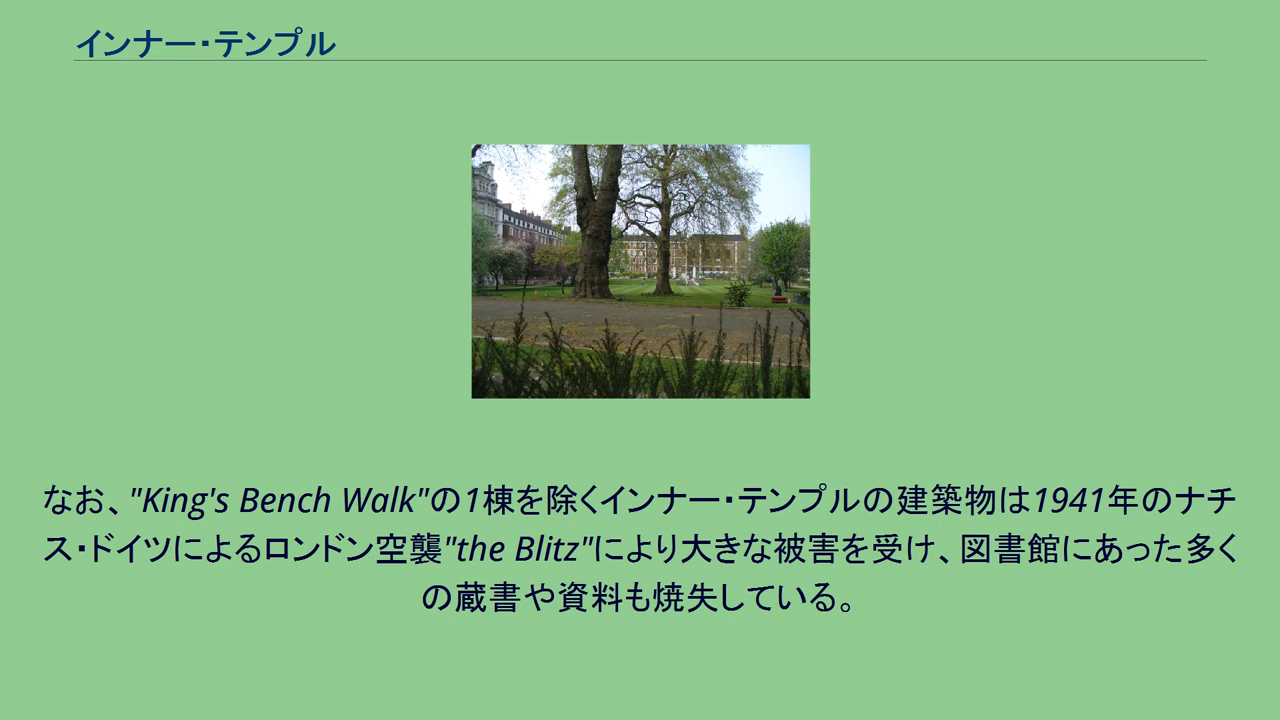 インナー・テンプル
なお、"King's Bench Walk"の1棟を除くインナー・テンプルの建築物は1941年のナチ
ス・ドイツによるロンドン空襲"the Blitz"により大きな被害を受け、図書館にあった多く
の蔵書や資料も焼失している。